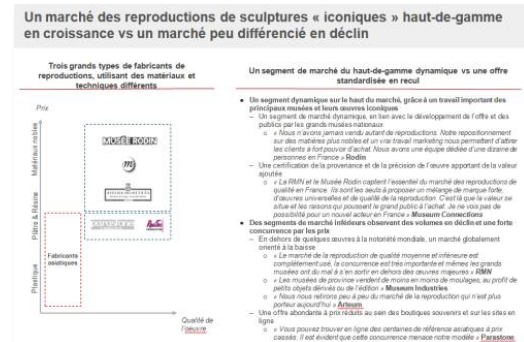 Un marché des reproductions de sculptures « iconiques » haut-de-gamme
en croissance vs un marché peu différencié en déclin
Trois grands types de fabricants de
reproductions, utilisant des matériaux et
techniques différents
Prix
Matériaux nobles
Plâtre & Résine
Plastique
MUSÉE RODIN
m
Fabricants
asiatiques
Qualité de
l'oeuvre
Un segment de marché du haut-de-gamme dynamique vs une offre
standardisée en recul
• Un segment dynamique sur le haut du marché, grâce à un travail important des
principaux musées et leurs œuvres iconiques
– Un segment de marché dynamique, en lien avec le développement de l'offre et des
publics par les grands musées nationaux
o « Nous n'avons jamais vendu autant de reproductions. Notre repositionnement
sur des matières plus nobles et un vrai travail marketing nous permettent d'attirer
les clients à fort pouvoir d'achat. Nous avons une équipe dédiée d'une dizaine de
personnes en France » Rodin
– Une certification de la provenance et de la précision de l'œuvre apportant de la valeur
ajoutée
o « La RMN et le Musée Rodin captent l'essentiel du marché des reproductions de
qualité en France. Ils sont les seuls à proposer un mélange de marque forte,
d'œuvres universelles et de qualité de la reproduction. C'est là que la valeur se
situe et les raisons qui poussent le grand public à l'achat. Je ne vois pas de
possibilité pour un nouvel acteur en France » Museum Connections
• Des segments de marché inférieurs observent des volumes en déclin et une forte
concurrence par les prix
– En dehors de quelques œuvres à la notoriété mondiale, un marché globalement
orienté à la baisse
o « Le marché de la reproduction de qualité moyenne et inférieure est
complètement usé, la concurrence est très importante et mêmes les grands
musées ont du mal à s'en sortir en dehors des œuvres majeures » RMN
o « Les musées de province vendent de moins en moins de moulages, au profit de
petits objets dérivés ou de l'édition » Museum Industries
o « Nous nous retirons peu à peu du marché de la reproduction qui n'est plus
porteur aujourd'hui » Arteum
– Une offre abondante à prix réduits au sein des boutiques souvenirs et sur les sites en
ligne
o « Vous pouvez trouver en ligne des centaines de référence asiatiques à prix
cassés. Il est évident que cette concurrence menace notre modèle » Parastone